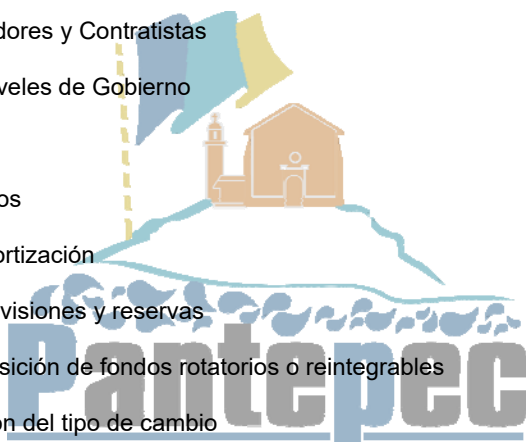 dores y Contratistas
veles de Gobierno
os
ortización
visiones y reservas
sición de fondos rotatorios o reintegrables
ón del tipo de cambio
Pantepec